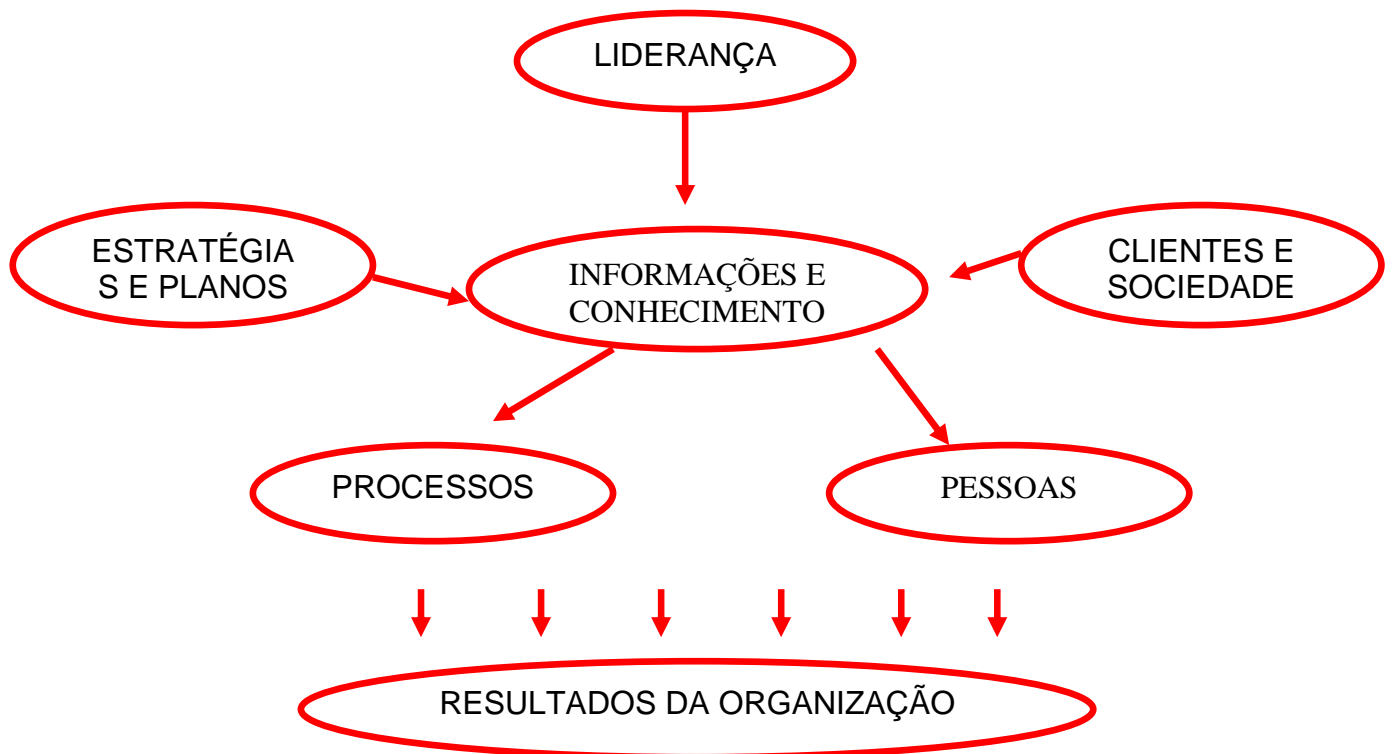 LIDERANÇA
ESTRATÉGIA
S E PLANOS
INFORMAÇÕES E
CONHECIMENTO
CLIENTES E
SOCIEDADE
PROCESSOS
PESSOAS
RESULTADOS DA ORGANIZAÇÃO